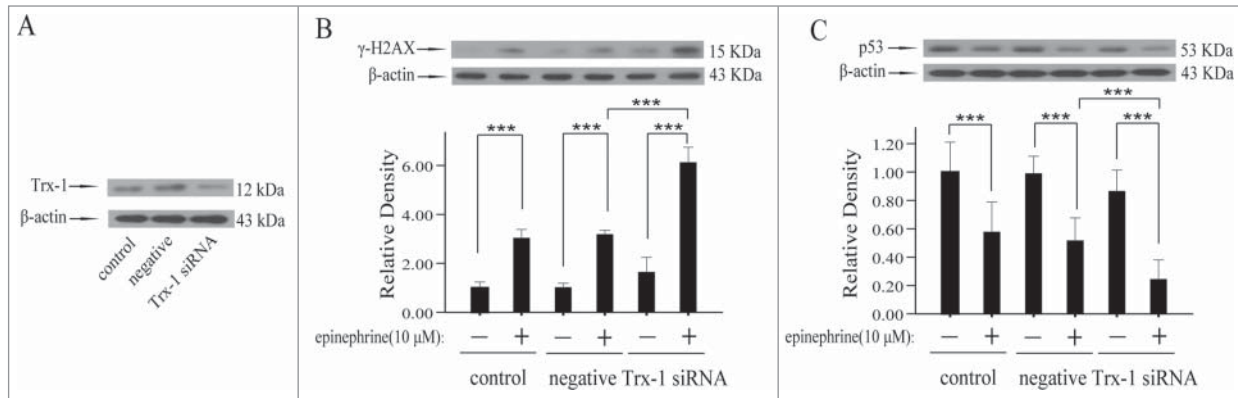 A
Trx-1
12 kDa
β-actin
43 kDa
control
negative
Trx-1 siRNA
B
γ-H2AX
15 KDa
β-actin
43 KDa
***
***
***
***
Relative Density
6.00
4.00
2.00
0.00
epinephrine(10 μM):
— + — + — +
control negative Trx-1 siRNA
C
p53
53 KDa
β-actin
43 KDa
***
***
***
***
Relative Density
1.20
1.00
0.80
0.60
0.40
0.20
0.00
epinephrine(10 μM):
— + — + — +
control negative Trx-1 siRNA